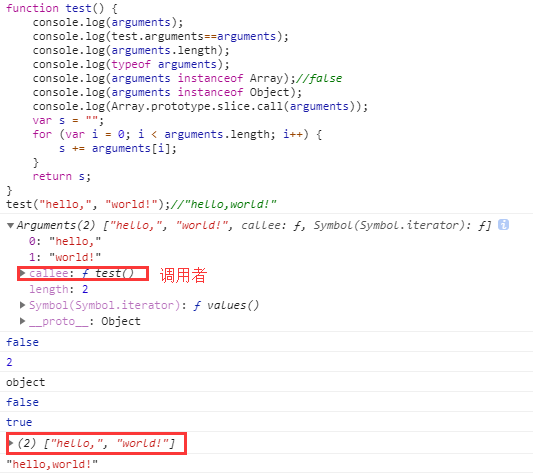 function test() {
console.log(arguments);
console.log(test.arguments==arguments);
console.log(arguments.length);
console.log(typeof arguments);
console.log(arguments instanceof Array);//false
console.log(arguments instanceof Object);
console.log(Array.prototype.slice.call(arguments));
var s = "";
for (var i = 0; i < arguments.length; i++) {
s += arguments[i];
}
return s;
}
test("hello,", "world!");//"hello,world!"
▼Arguments(2) ["hello,", "world!", callee: ƒ, Symbol(Symbol.iterator): ƒ] i
0: "hello,"
1: "world!"
▶callee: ƒ test() 调用者
length: 2
▶Symbol(Symbol.iterator): ƒ values()
▶__proto__: Object
false
2
object
false
true
▶(2) ["hello,", "world!"]
"hello,world!"